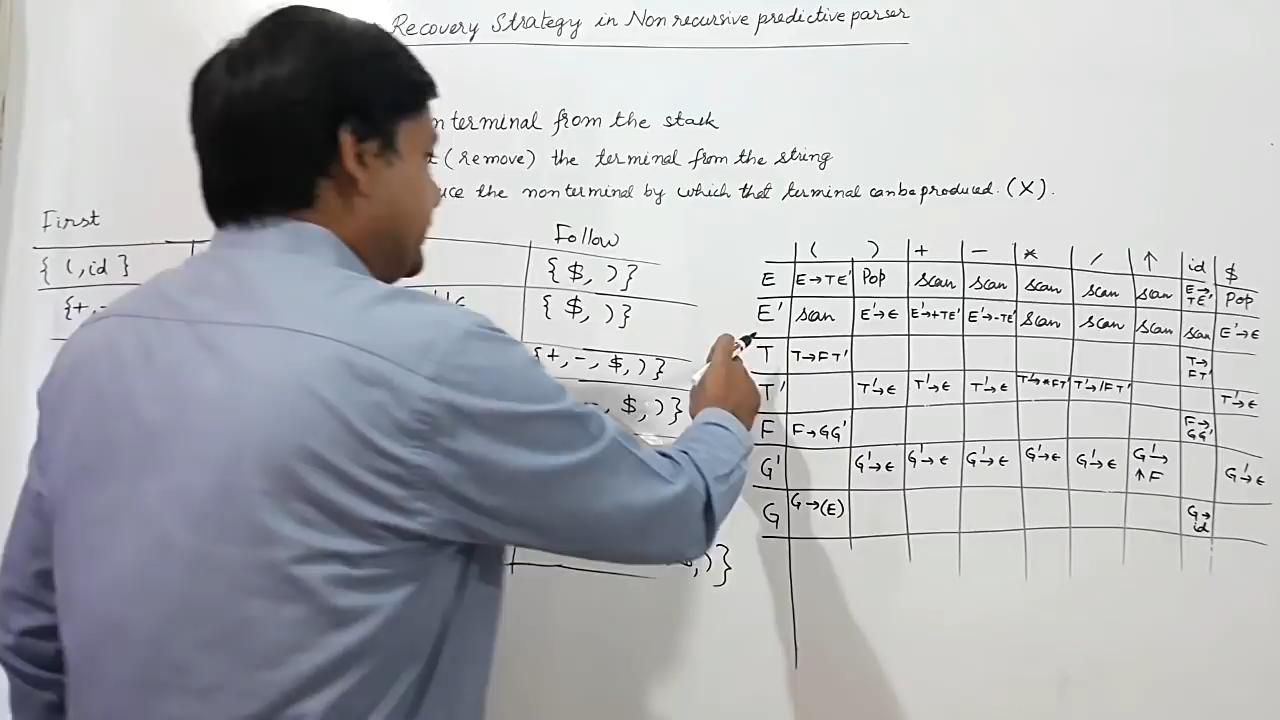 Recovery Strategy in Non recursive predictive parser
terminal from the stack
(remove) the terminal from the string
the nonterminal by which that terminal can be produced. (X).
First
Follow
{ (, id }
{ $, ) }
{+,
{ $, ) }
{+, -, $, ) }
, $, ) }
) }
( ) + - * / ↑ id $
E E→TE' Pop scan scan scan scan scan E→TE' Pop
E' scan E'→ε E'→+TE' E'→-TE' scan scan scan scan E'→ε
T T→FT' T→FT'
T' T'→ε T'→ε T'→ε T'→*FT' T'→/FT' T'→ε
F F→GG' F→GG'
G' G'→ε G'→ε G'→ε G'→ε G'→ε G'→↑F G'→ε
G G→(E) G→id